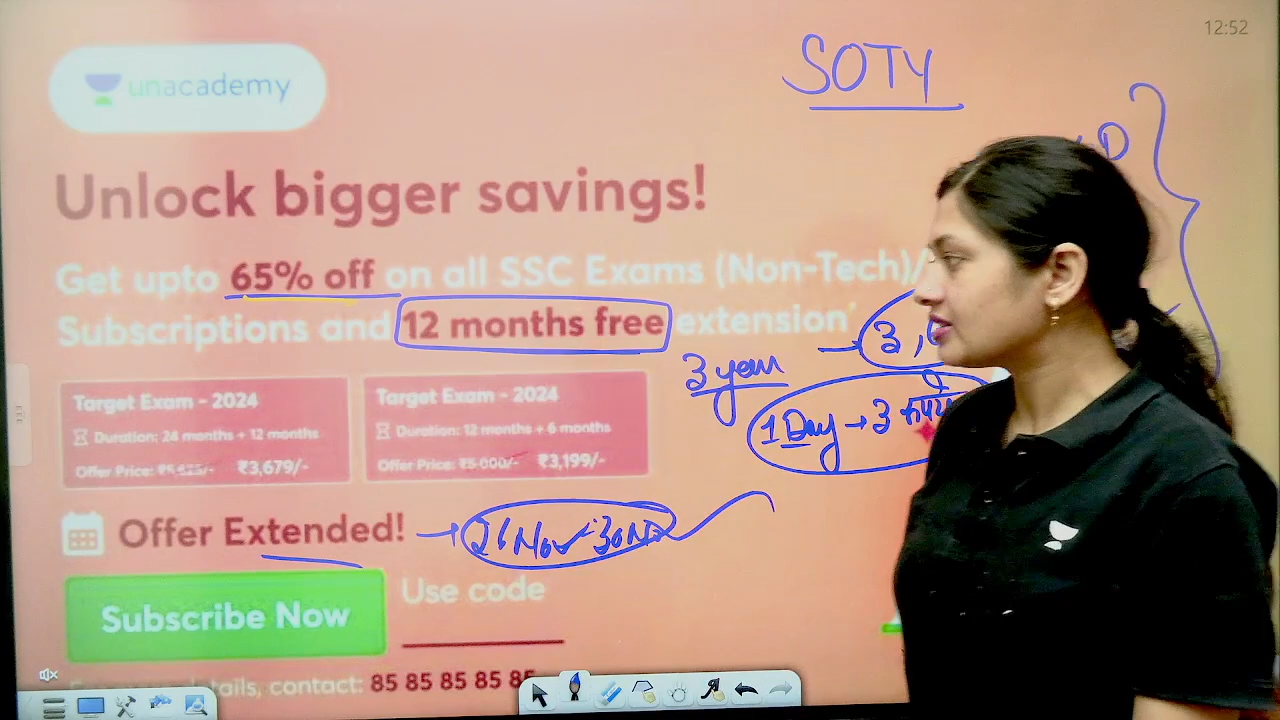 12:52
SOTY
unacademy
D
Unlock bigger savings!
Get upto 65% off on all SSC Exams (Non-Tech)/
Subscriptions and 12 months free extension*
3 year → 3,
1 Day → 3
Target Exam - 2024
Duration: 24 months + 12 months
Offer Price: ₹3,679/-
Target Exam - 2024
Duration: 12 months + 6 months
Offer Price: ₹5 000/- ₹3,199/-
Offer Extended! → 26 Nov - 30 Nov
Subscribe Now
Use code
details, contact: 85 85 85 85 85